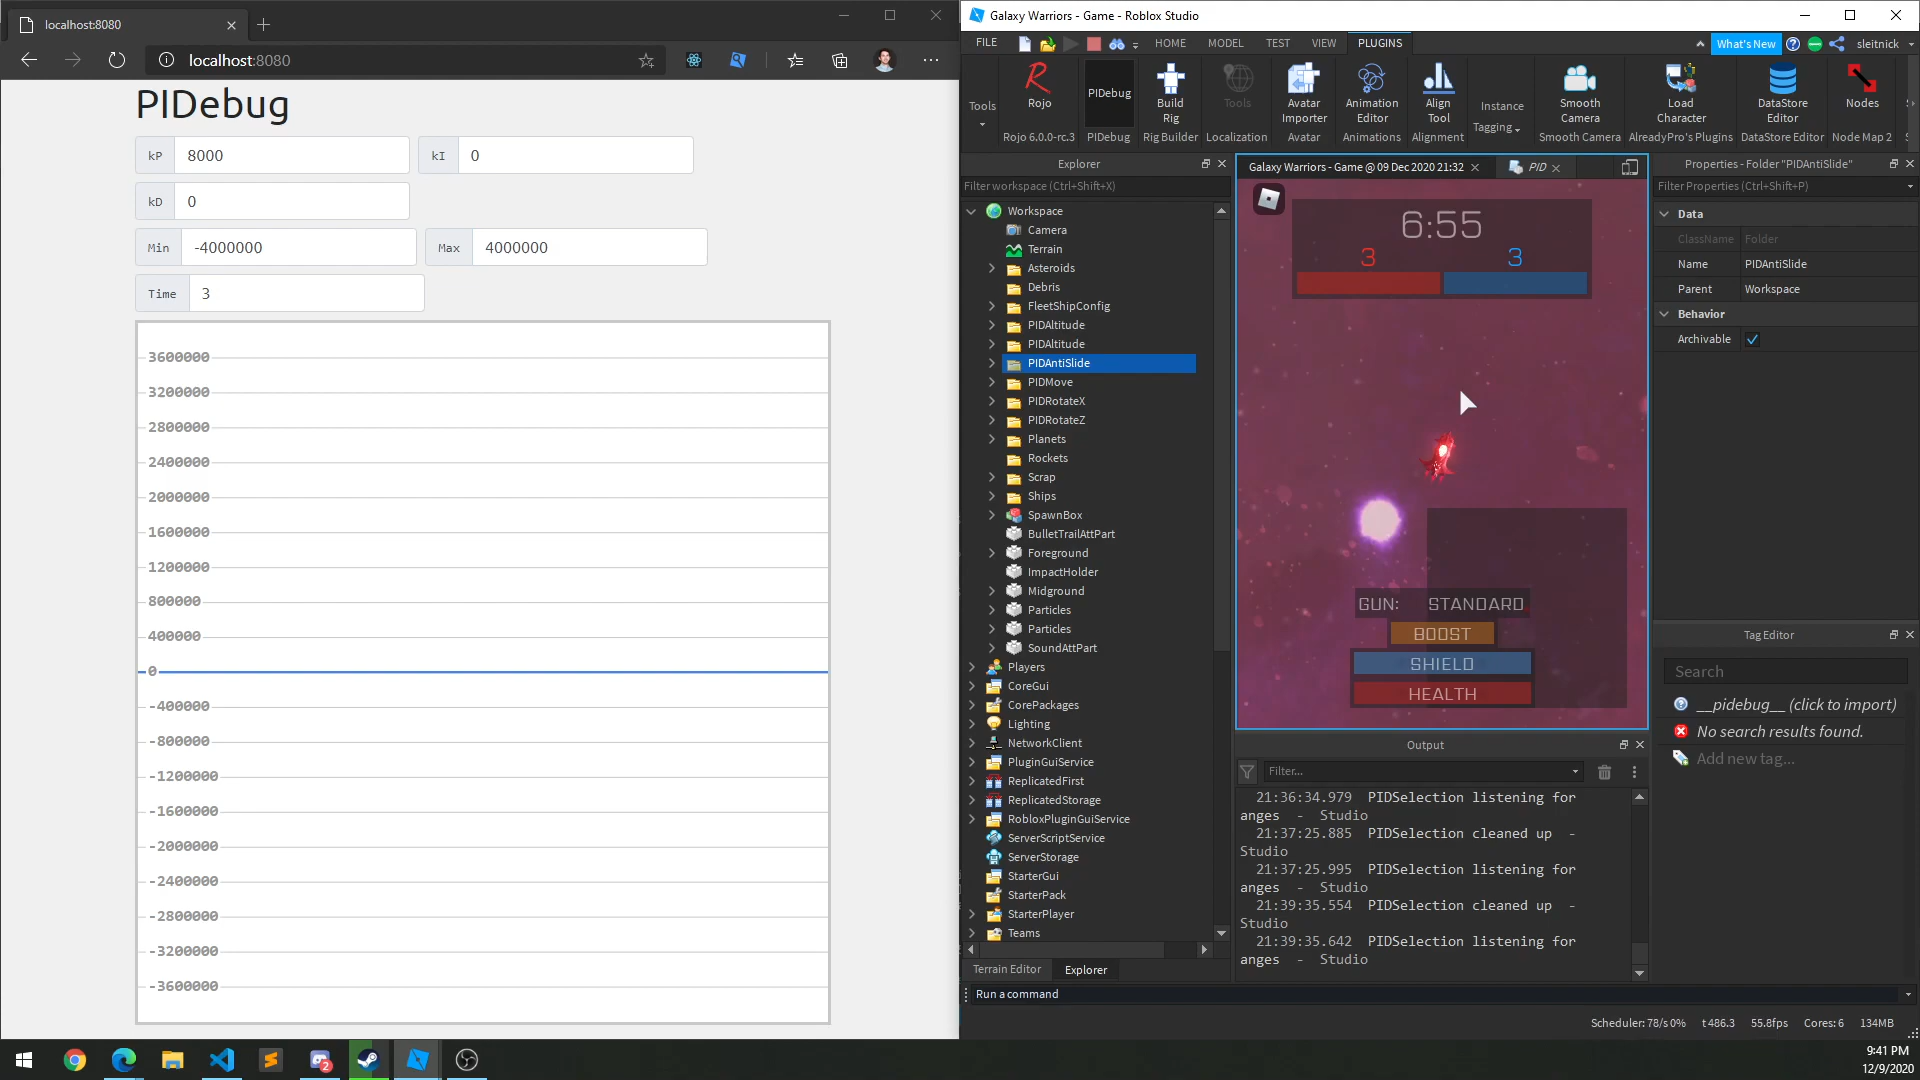 localhost:8080
localhost:8080
PIDebug
kP 8000 kI 0
kD 0
Min -4000000 Max 4000000
Time 3
3600000
3200000
2800000
2400000
2000000
1600000
1200000
800000
400000
0
-400000
-800000
-1200000
-1600000
-2000000
-2400000
-2800000
-3200000
-3600000
Galaxy Warriors - Game - Roblox Studio
FILE HOME MODEL TEST VIEW PLUGINS What's New sleitnick
Tools
Rojo
Rojo 6.0.0-rc.3
PIDebug
PIDebug
Build
Rig
Rig Builder
Tools
Localization
Avatar
Importer
Avatar
Animation
Editor
Animations
Align
Tool
Alignment
Instance
Tagging
Smooth
Camera
Smooth Camera
Load
Character
AlreadyPro's Plugins
DataStore
Editor
DataStore Editor
Nodes
Node Map 2
Explorer
Filter workspace (Ctrl+Shift+X)
Workspace
Camera
Terrain
Asteroids
Debris
FleetShipConfig
PIDAltitude
PIDAltitude
PIDAntiSlide
PIDMove
PIDRotateX
PIDRotateZ
Planets
Rockets
Scrap
Ships
SpawnBox
BulletTrailAttPart
Foreground
ImpactHolder
Midground
Particles
Particles
SoundAttPart
Players
CoreGui
CorePackages
Lighting
NetworkClient
PluginGuiService
ReplicatedFirst
ReplicatedStorage
RobloxPluginGuiService
ServerScriptService
ServerStorage
StarterGui
StarterPack
StarterPlayer
Teams
Terrain Editor Explorer
Galaxy Warriors - Game @ 09 Dec 2020 21:32 PID
6:55
3 3
GUN: STANDARD
BOOST
SHIELD
HEALTH
Output
Filter...
21:36:34.979 PIDSelection listening for
anges - Studio
21:37:25.885 PIDSelection cleaned up -
Studio
21:37:25.995 PIDSelection listening for
anges - Studio
21:39:35.554 PIDSelection cleaned up -
Studio
21:39:35.642 PIDSelection listening for
anges - Studio
Properties - Folder "PIDAntiSlide"
Filter Properties (Ctrl+Shift+P)
Data
ClassName Folder
Name PIDAntiSlide
Parent Workspace
Behavior
Archivable
Tag Editor
Search
__pidebug__ (click to import)
No search results found.
Add new tag...
Run a command
Scheduler: 78/s 0% t 486.3 55.8fps Cores: 6 134MB
2
9:41 PM
12/9/2020